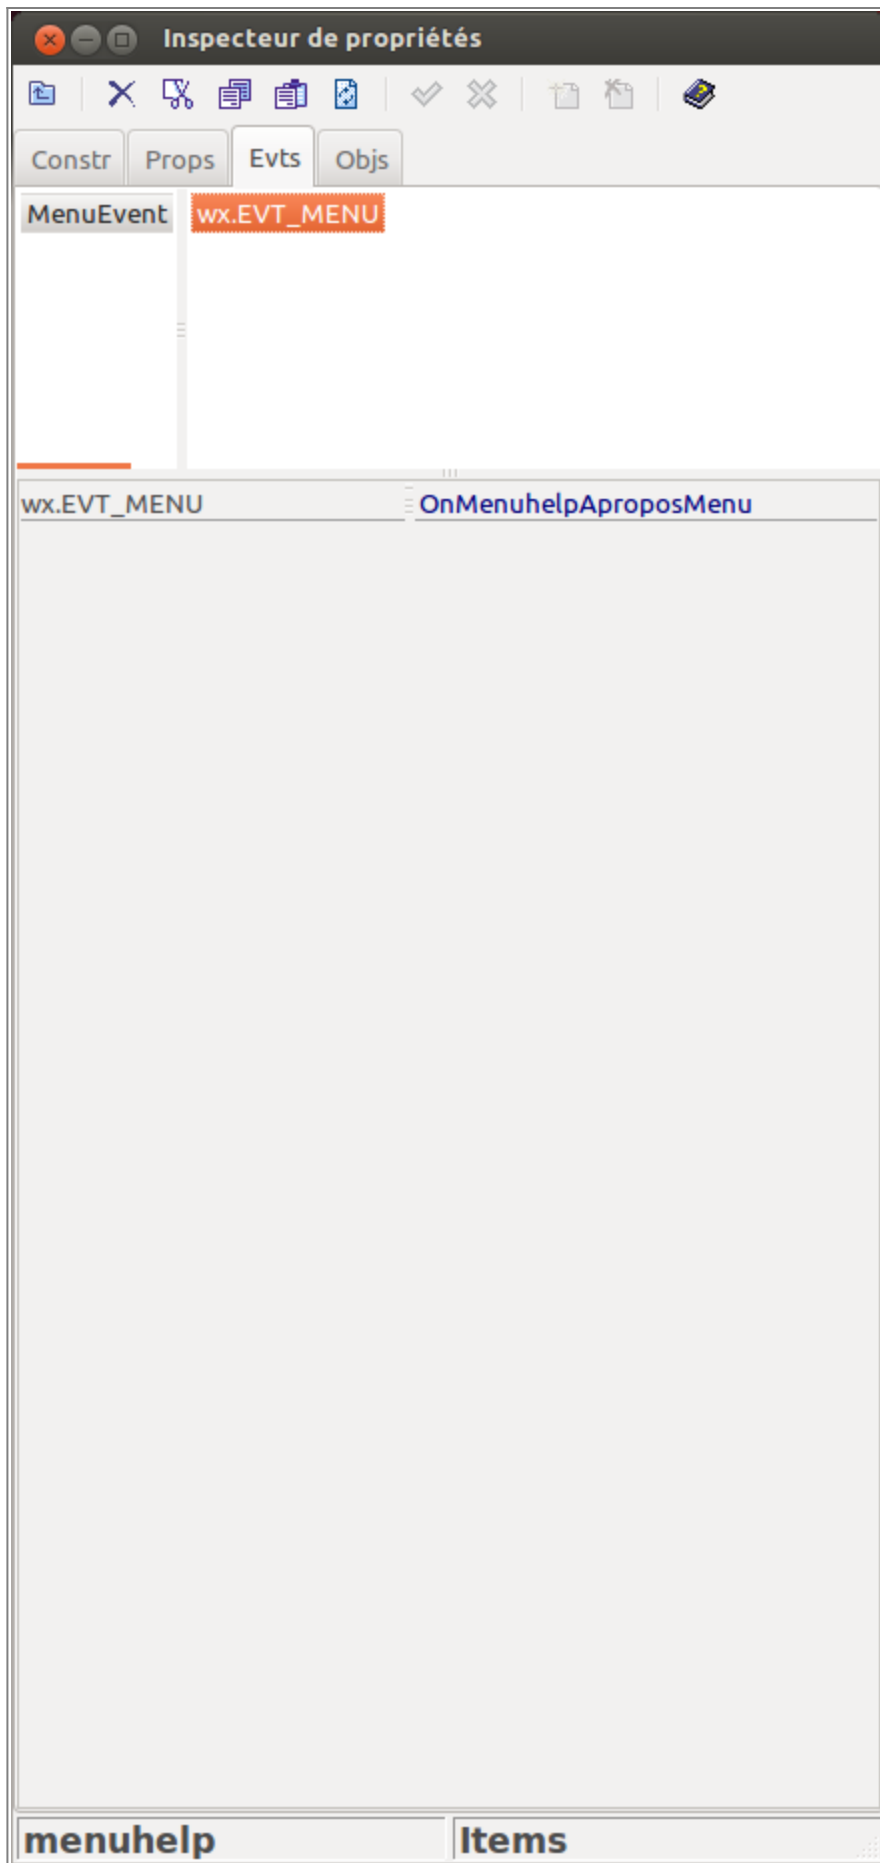 Inspecteur de propriétés
Constr Props Evts Objs
MenuEvent wx.EVT_MENU
wx.EVT_MENU OnMenuhelpAproposMenu
menuhelp Items